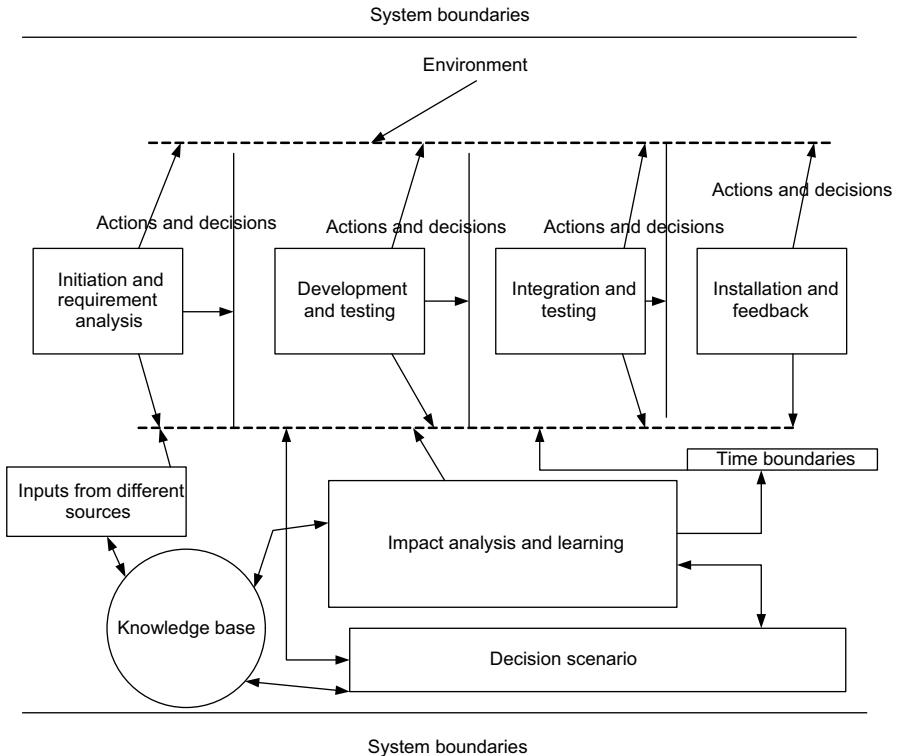 System boundaries
Environment
Actions and decisions
Actions and decisions
Actions and decisions
Actions and decisions
Initiation and
requirement
analysis
Development
and testing
Integration and
testing
Installation and
feedback
Time boundaries
Inputs from different
sources
Impact analysis and learning
Knowledge base
Decision scenario
System boundaries